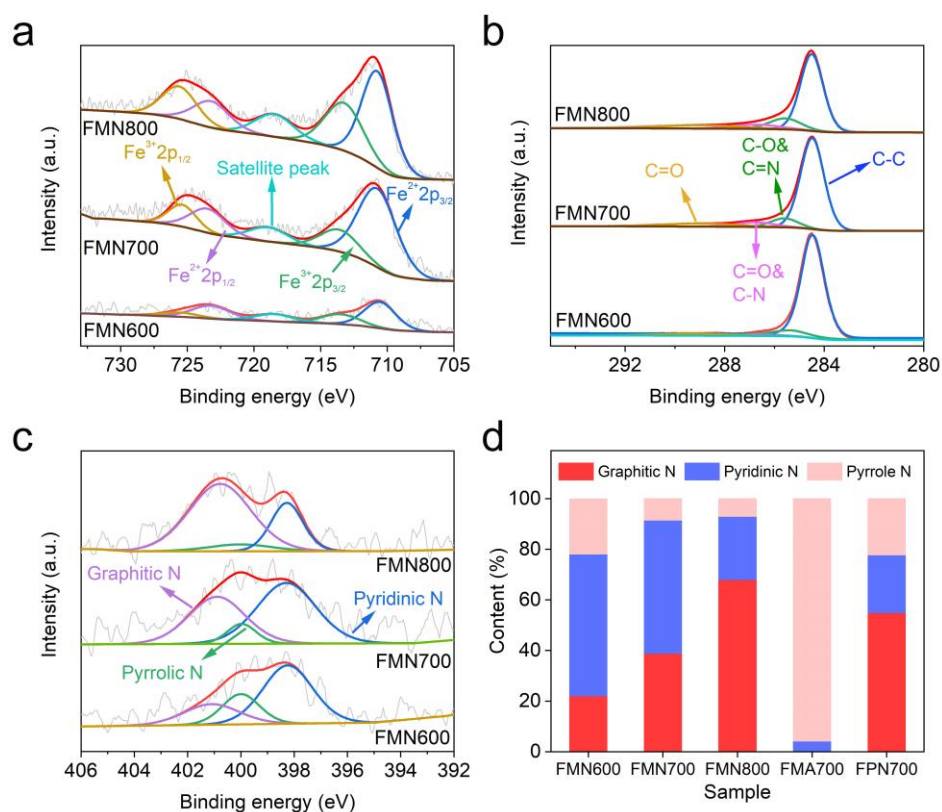 a
Intensity (a.u.)
FMN800
Fe³⁺2p₁/₂
Satellite peak
Fe²⁺2p₃/₂
FMN700
Fe²⁺2p₁/₂
Fe³⁺2p₃/₂
FMN600
730 725 720 715 710 705
Binding energy (eV)
b
Intensity (a.u.)
FMN800
C-O&
C=N
C=O
C-C
FMN700
C=O&
C-N
FMN600
292 288 284 280
Binding energy (eV)
c
Intensity (a.u.)
FMN800
Graphitic N
Pyridinic N
FMN700
Pyrrolic N
FMN600
406 404 402 400 398 396 394 392
Binding energy (eV)
d
Content (%)
Graphitic N Pyridinic N Pyrrole N
100
80
60
40
20
0
FMN600 FMN700 FMN800 FMA700 FPN700
Sample